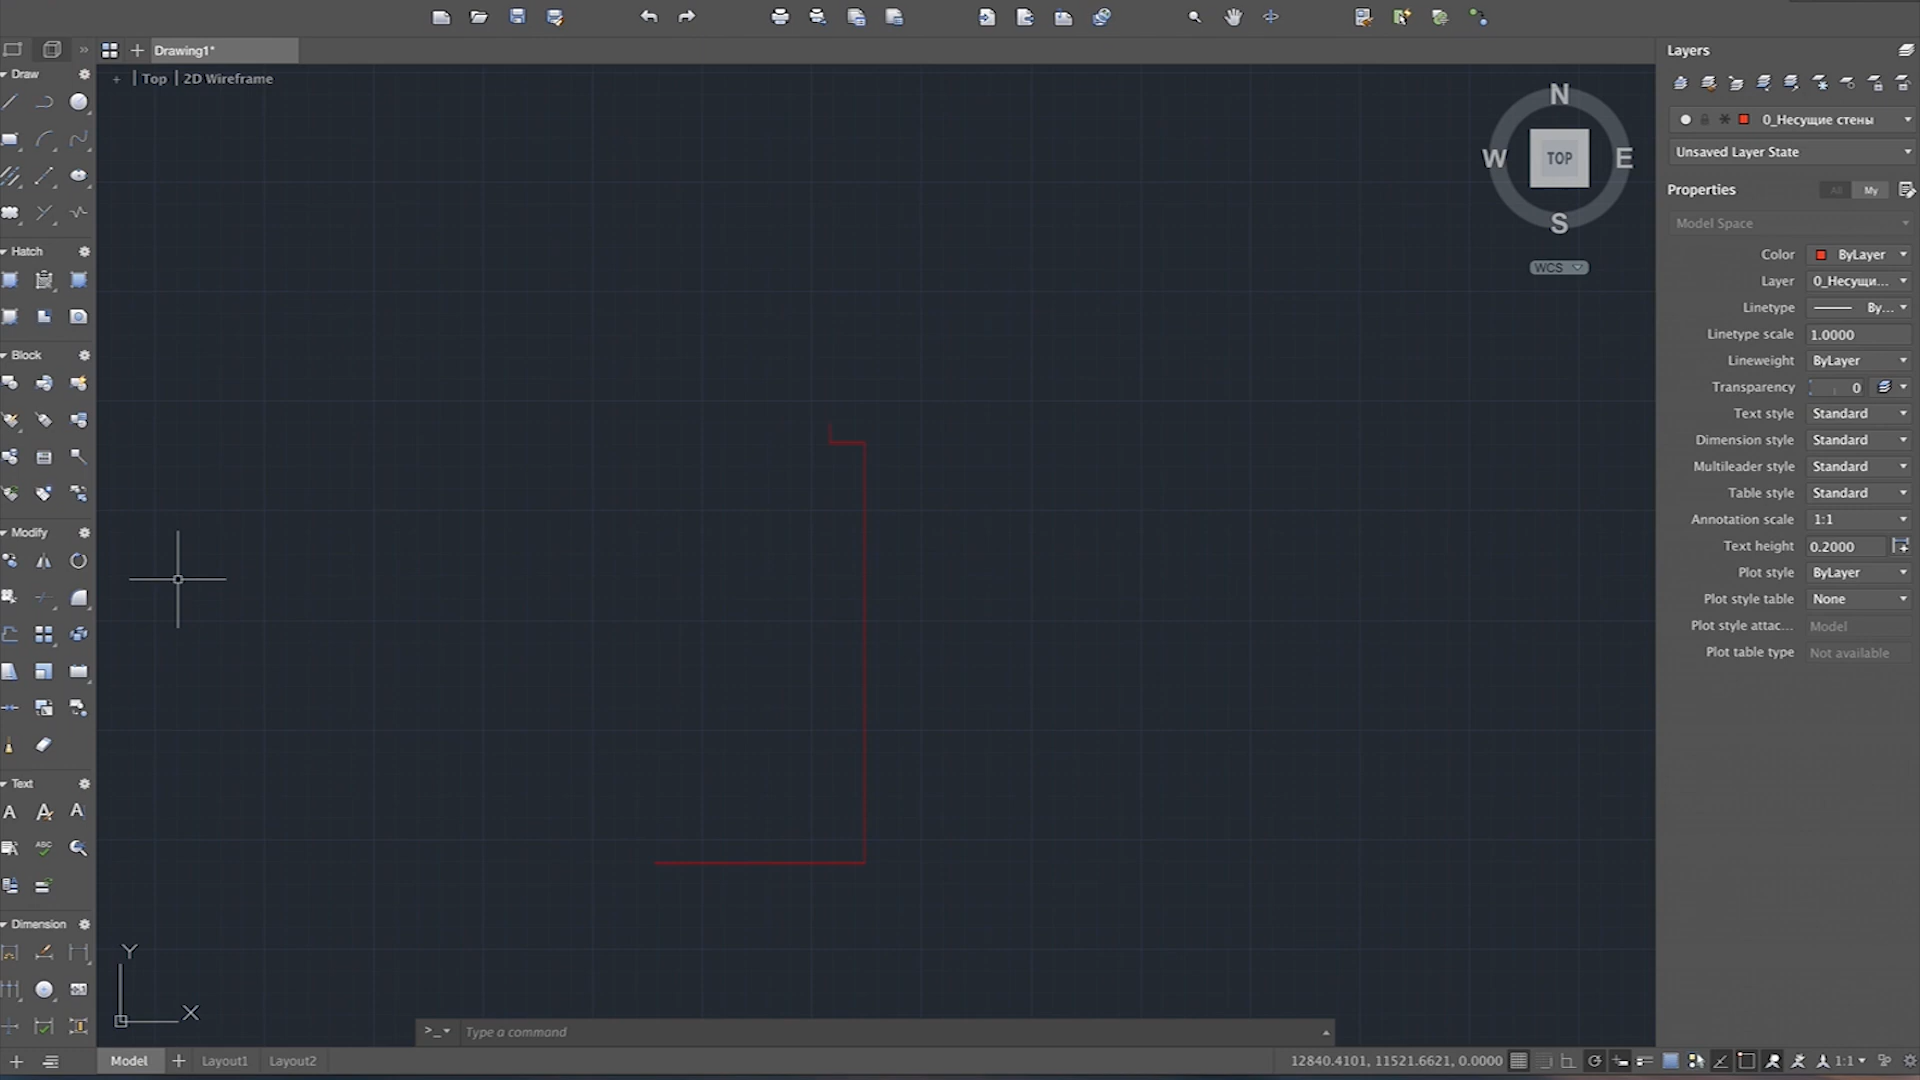 Drawing1*
Layers
Draw
+ | Top | 2D Wireframe
N
W TOP E
S
WCS
0_Несущие стены
Unsaved Layer State
Properties
All My
Model Space
Color ByLayer
Layer 0_Несущи...
Linetype By...
Linetype scale 1.0000
Lineweight ByLayer
Transparency 0
Text style Standard
Dimension style Standard
Multileader style Standard
Table style Standard
Annotation scale 1:1
Text height 0.2000
Plot style ByLayer
Plot style table None
Plot style attac... Model
Plot table type Not available
Hatch
Block
Modify
Text
ABC
Dimension
Y
X
>_ Type a command
Model + Layout1 Layout2
12840.4101, 11521.6621, 0.0000
1:1